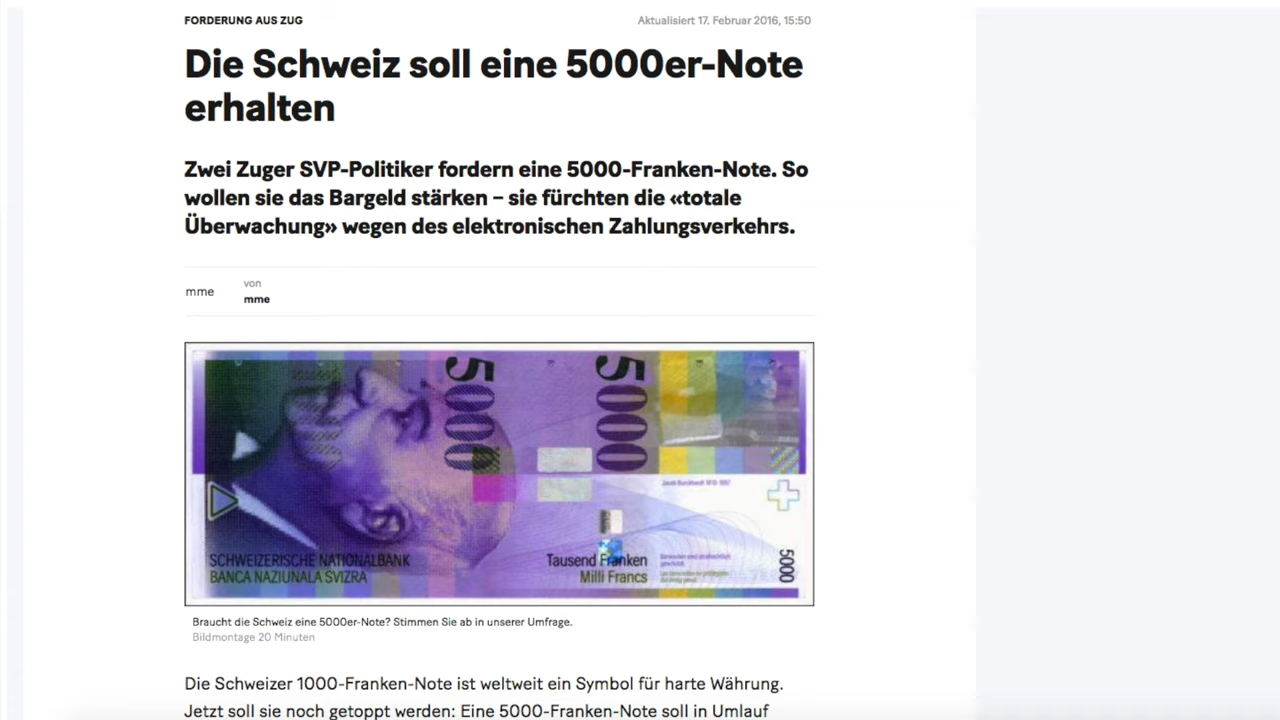 FORDERUNG AUS ZUG
Aktualisiert 17. Februar 2016, 15:50
Die Schweiz soll eine 5000er-Note
erhalten
Zwei Zuger SVP-Politiker fordern eine 5000-Franken-Note. So
wollen sie das Bargeld stärken – sie fürchten die «totale
Überwachung» wegen des elektronischen Zahlungsverkehrs.
mme
von
mme
5000
5000
SCHWEIZERISCHE NATIONALBANK
BANCA NAZIUNALA SVIZRA
Tausend Franken
Milli Francs
5000
Braucht die Schweiz eine 5000er-Note? Stimmen Sie ab in unserer Umfrage.
Bildmontage 20 Minuten
Die Schweizer 1000-Franken-Note ist weltweit ein Symbol für harte Währung.
Jetzt soll sie noch getoppt werden: Eine 5000-Franken-Note soll in Umlauf